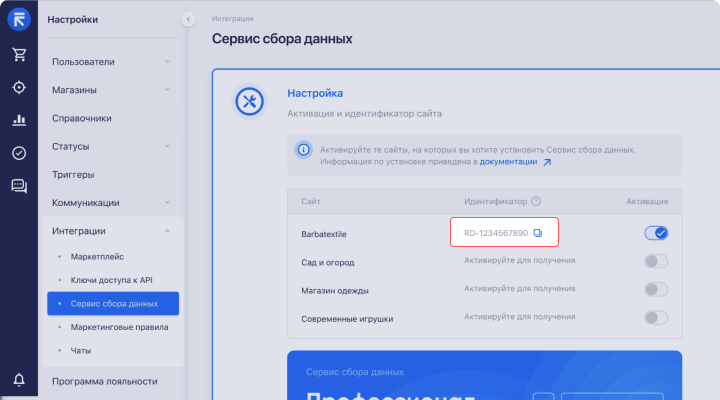 Настройки
Пользователи
Магазины
Справочники
Статусы
Триггеры
Коммуникации
Интеграции
Маркетплейс
Ключи доступа к API
Сервис сбора данных
Маркетинговые правила
Чаты
Программа лояльности
Интеграции
Сервис сбора данных
Настройка
Активация и идентификатор сайта
Активируйте те сайты, на которых вы хотите установить Сервис сбора данных.
Информация по установке приведена в документации
Сайт Идентификатор Активация
Barbatextile RD-1234567890
Сад и огород Активируйте для получения
Магазин одежды Активируйте для получения
Современные игрушки Активируйте для получения
Сервис сбора данных